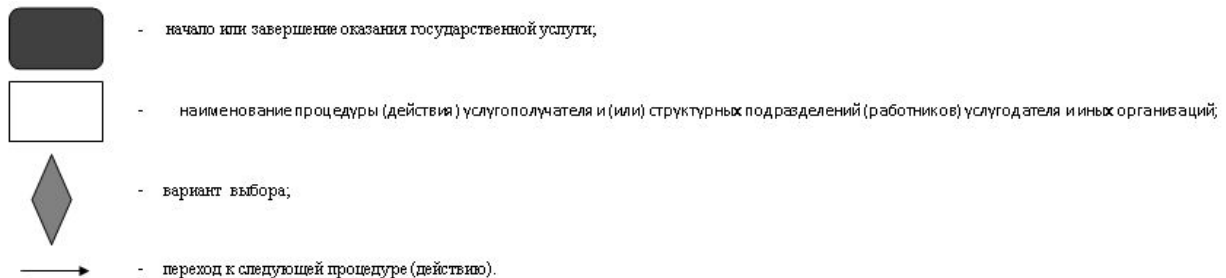 - начало или завершение оказания государственной услуги;
- наименование процедуры (действия) услугополучателя и (или) структурных подразделений (работников) услугодателя и иных организаций;
- вариант выбора;
- переход к следующей процедуре (действию).